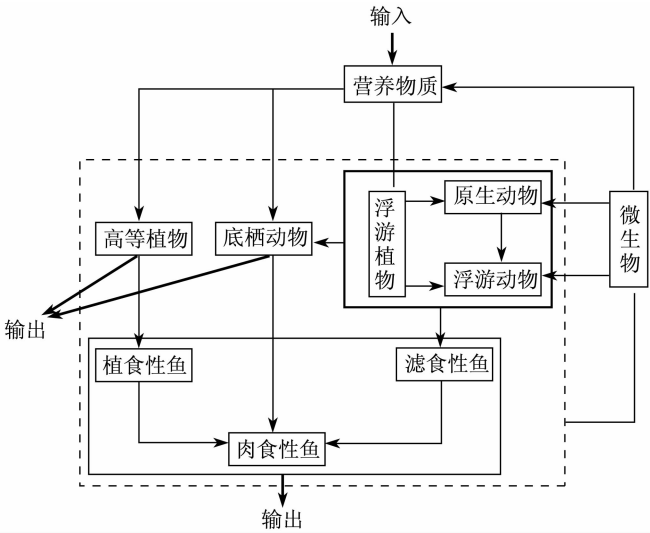 输入
营养物质
原生动物
浮游植物
微生物
高等植物
底栖动物
浮游动物
输出
植食性鱼
滤食性鱼
肉食性鱼
输出